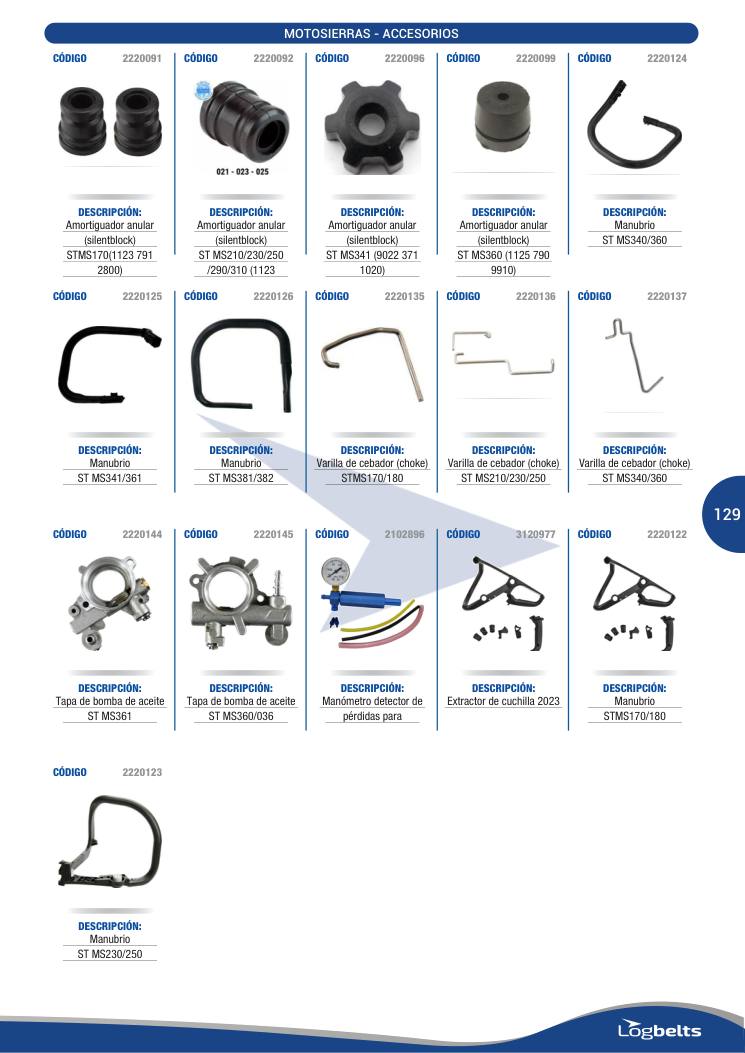 MOTOSIERRAS - ACCESORIOS
CÓDIGO 2220091
DESCRIPCIÓN:
Amortiguador anular
(silentblock)
STMS170(1123 791
2800)
CÓDIGO 2220092
021 - 023 - 025
DESCRIPCIÓN:
Amortiguador anular
(silentblock)
ST MS210/230/250
/290/310 (1123
CÓDIGO 2220096
DESCRIPCIÓN:
Amortiguador anular
(silentblock)
ST MS341 (9022 371
1020)
CÓDIGO 2220099
DESCRIPCIÓN:
Amortiguador anular
(silentblock)
ST MS360 (1125 790
9910)
CÓDIGO 2220124
DESCRIPCIÓN:
Manubrio
ST MS340/360
CÓDIGO 2220125
DESCRIPCIÓN:
Manubrio
ST MS341/361
CÓDIGO 2220126
DESCRIPCIÓN:
Manubrio
ST MS381/382
CÓDIGO 2220135
DESCRIPCIÓN:
Varilla de cebador (choke)
STMS170/180
CÓDIGO 2220136
DESCRIPCIÓN:
Varilla de cebador (choke)
ST MS210/230/250
CÓDIGO 2220137
DESCRIPCIÓN:
Varilla de cebador (choke)
ST MS340/360
129
CÓDIGO 2220144
DESCRIPCIÓN:
Tapa de bomba de aceite
ST MS361
CÓDIGO 2220145
DESCRIPCIÓN:
Tapa de bomba de aceite
ST MS360/036
CÓDIGO 2102896
DESCRIPCIÓN:
Manómetro detector de
pérdidas para
CÓDIGO 3120977
DESCRIPCIÓN:
Extractor de cuchilla 2023
CÓDIGO 2220122
DESCRIPCIÓN:
Manubrio
STMS170/180
CÓDIGO 2220123
DESCRIPCIÓN:
Manubrio
ST MS230/250
Logbelts